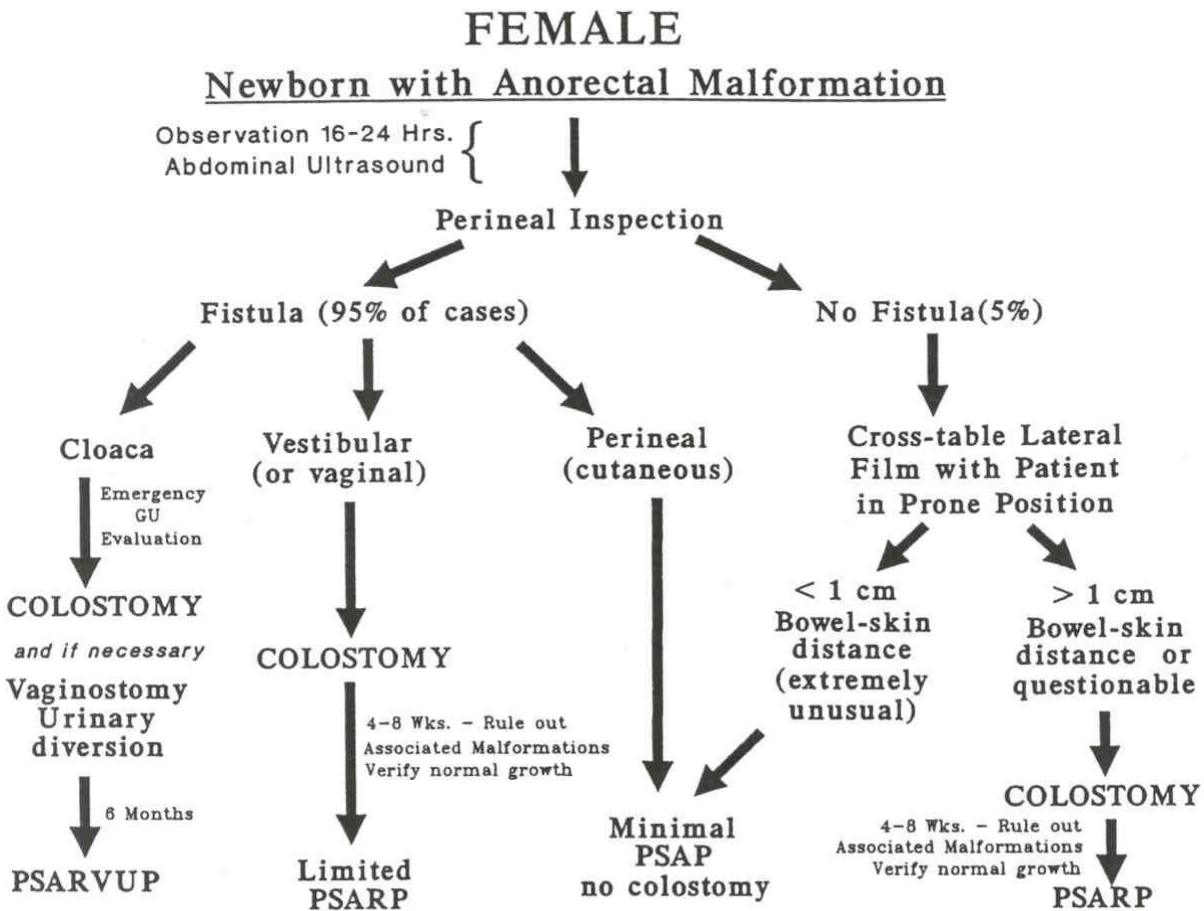 FEMALE
Newborn with Anorectal Malformation
Observation 16-24 Hrs.
Abdominal Ultrasound
Perineal Inspection
Fistula (95% of cases)
No Fistula(5%)
Cloaca
Emergency
GU
Evaluation
COLOSTOMY
and if necessary
Vaginostomy
Urinary
diversion
6 Months
PSARVUP
Vestibular
(or vaginal)
COLOSTOMY
4-8 Wks. - Rule out
Associated Malformations
Verify normal growth
Limited
PSARP
Perineal
(cutaneous)
Minimal
PSAP
no colostomy
Cross-table Lateral
Film with Patient
in Prone Position
< 1 cm
Bowel-skin
distance
(extremely
unusual)
> 1 cm
Bowel-skin
distance or
questionable
COLOSTOMY
4-8 Wks. - Rule out
Associated Malformations
Verify normal growth
PSARP